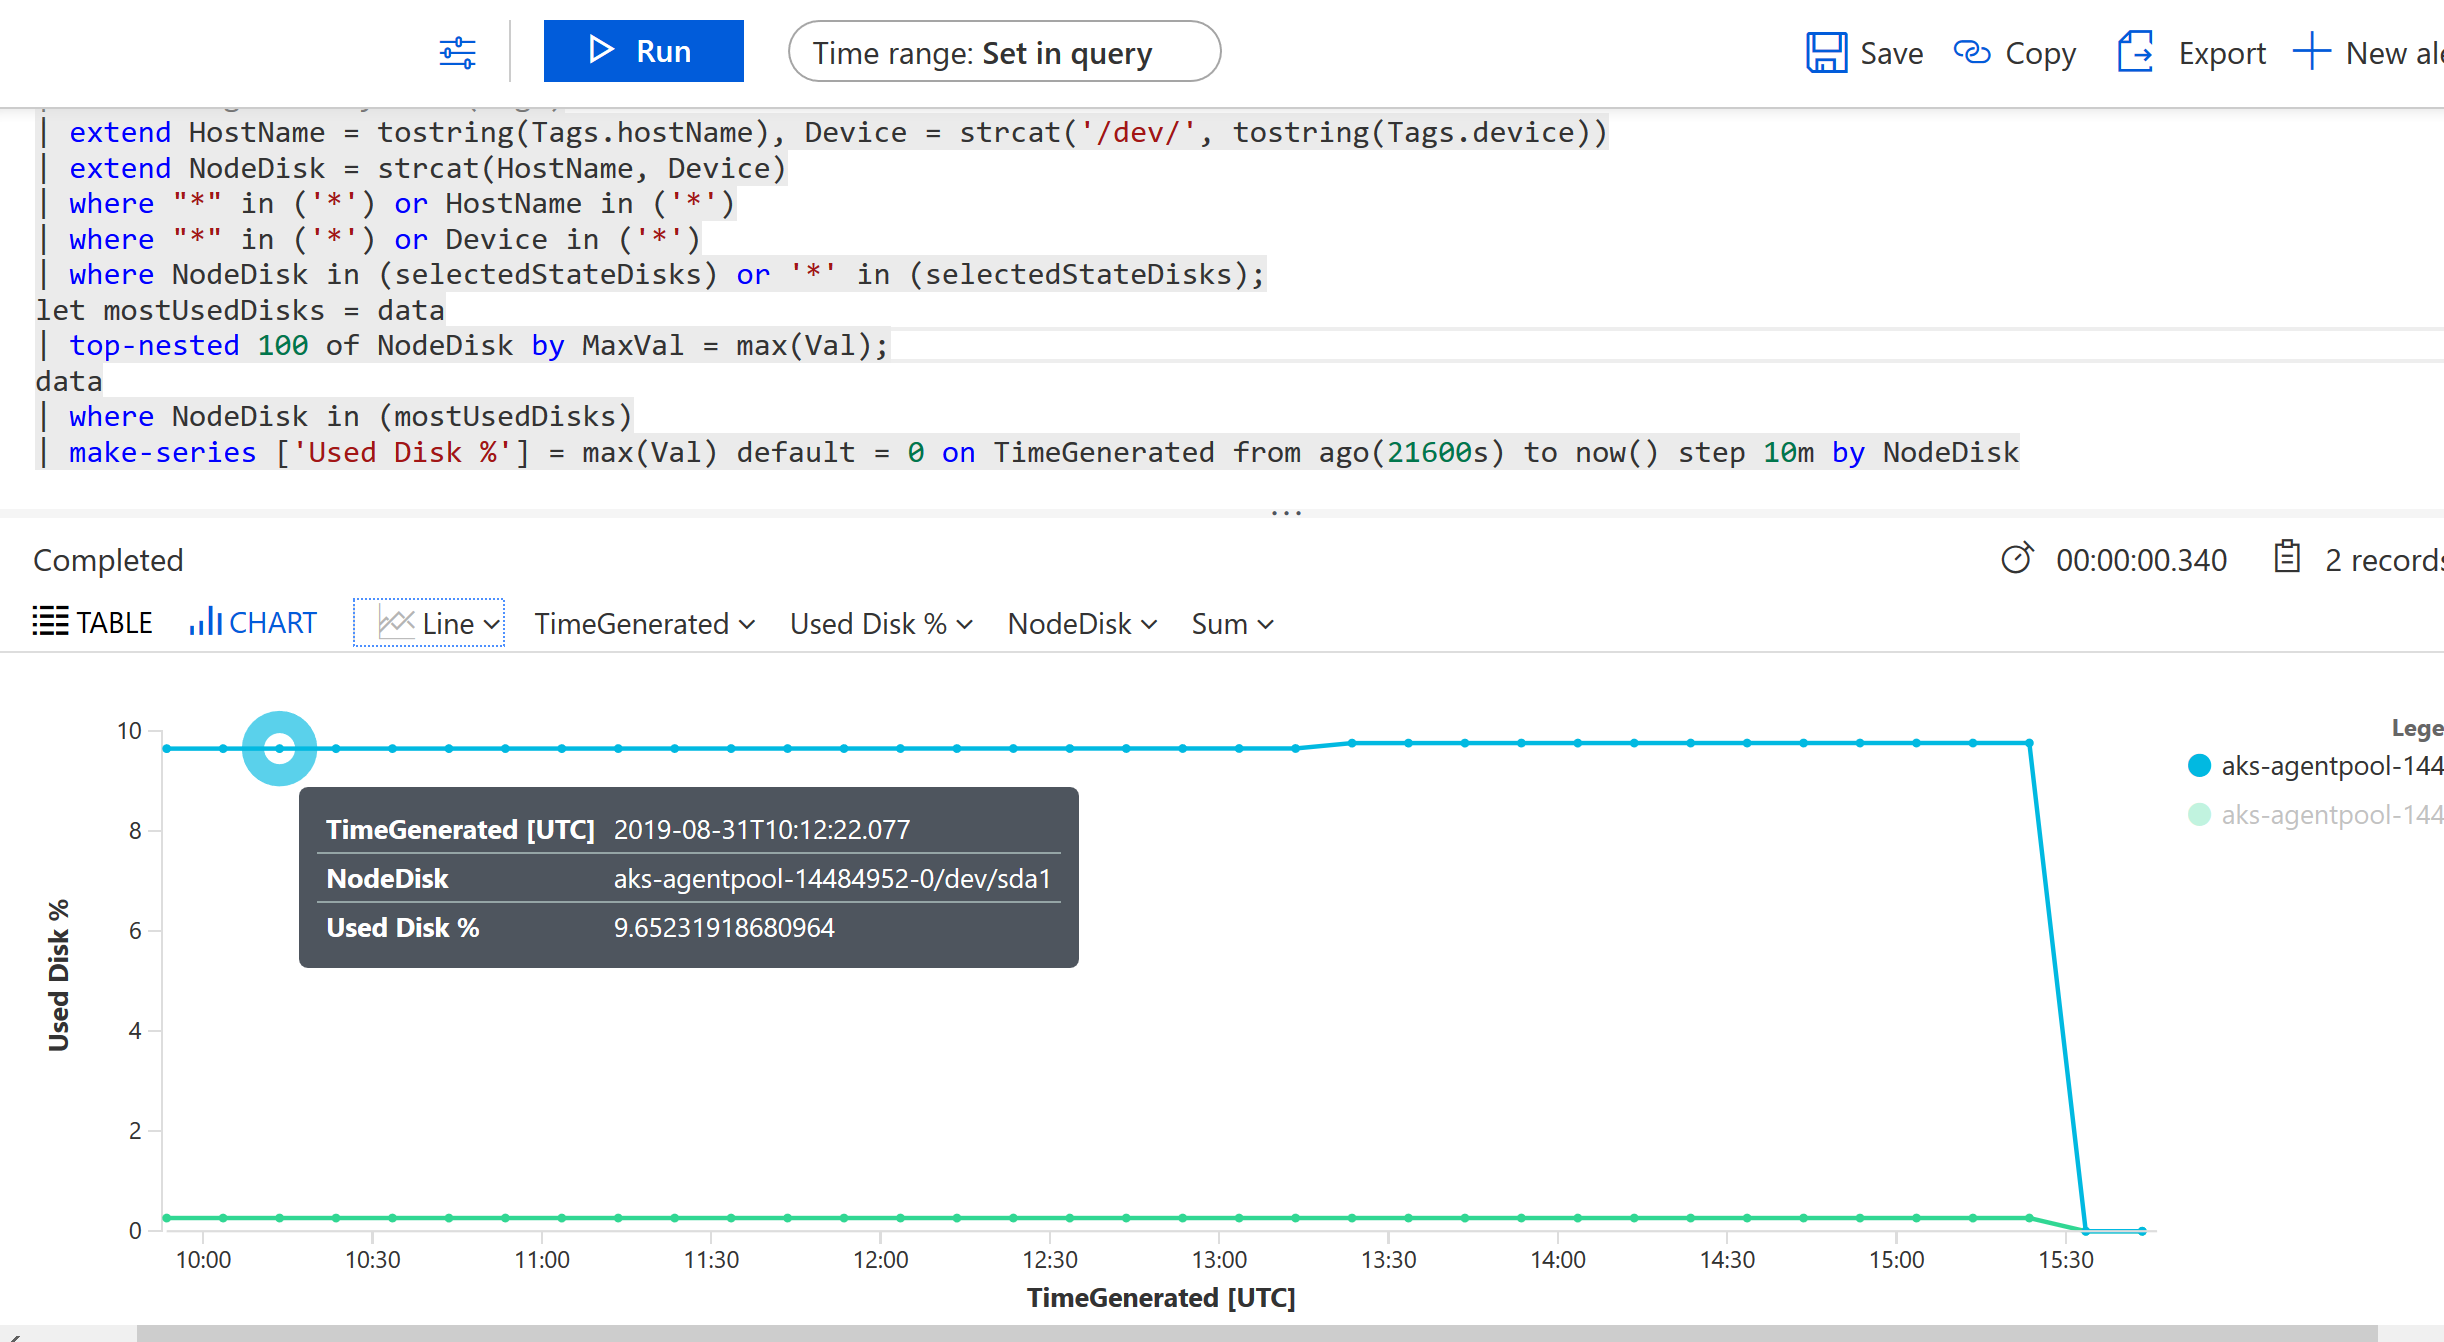 Run
Time range: Set in query
Save
Copy
Export
New
| extend HostName = tostring(Tags.hostName), Device = strcat('/dev/', tostring(Tags.device))
| extend NodeDisk = strcat(HostName, Device)
| where "*" in ('*') or HostName in ('*')
| where "*" in ('*') or Device in ('*')
| where NodeDisk in (selectedStateDisks) or '*' in (selectedStateDisks);
let mostUsedDisks = data
| top-nested 100 of NodeDisk by MaxVal = max(Val);
data
| where NodeDisk in (mostUsedDisks)
| make-series ['Used Disk %'] = max(Val) default = 0 on TimeGenerated from ago(21600s) to now() step 10m by NodeDisk
...
Completed
00:00:00.340
2 records
TABLE
CHART
Line
TimeGenerated
Used Disk %
NodeDisk
Sum
Lege
aks-agentpool-144
aks-agentpool-144
Used Disk %
10
8
6
4
2
0
TimeGenerated [UTC] 2019-08-31T10:12:22.077
NodeDisk aks-agentpool-14484952-0/dev/sda1
Used Disk % 9.65231918680964
10:00 10:30 11:00 11:30 12:00 12:30 13:00 13:30 14:00 14:30 15:00 15:30
TimeGenerated [UTC]